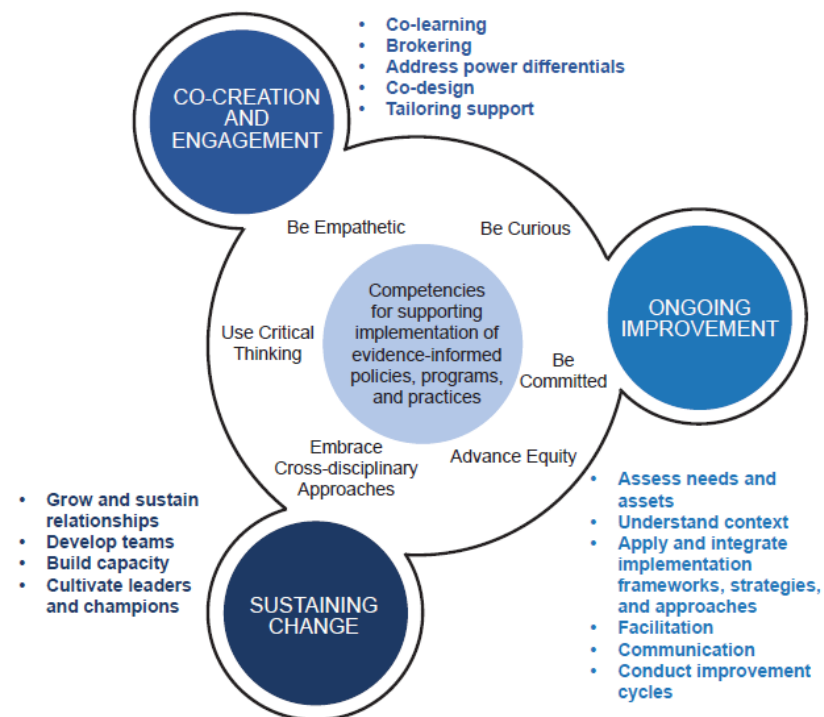 • Co-learning
• Brokering
• Address power differentials
• Co-design
• Tailoring support
CO-CREATION
AND
ENGAGEMENT
Be Empathetic
Be Curious
Competencies
for supporting
implementation of
evidence-informed
policies, programs,
and practices
Use Critical
Thinking
Be
Committed
Embrace
Cross-disciplinary
Approaches
Advance Equity
ONGOING
IMPROVEMENT
• Assess needs and
assets
• Understand context
• Apply and integrate
implementation
frameworks, strategies,
and approaches
• Facilitation
• Communication
• Conduct improvement
cycles
• Grow and sustain
relationships
• Develop teams
• Build capacity
• Cultivate leaders
and champions
SUSTAINING
CHANGE